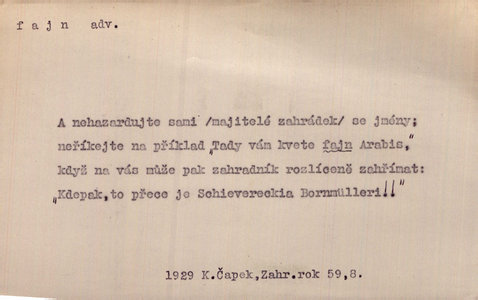 fajn adv.
A nehazardujte sami /majitelé zahrádek/ se jmény;
neříkejte na příklad „Tady vám kvete fajn Arabis,"
když na vás může pak zahradník rozlíceně zahřímat:
„Kdepak,to přece je Schievereckia Bornmülleri!!"
1929 K.Čapek,Zahr.rok 59,8.